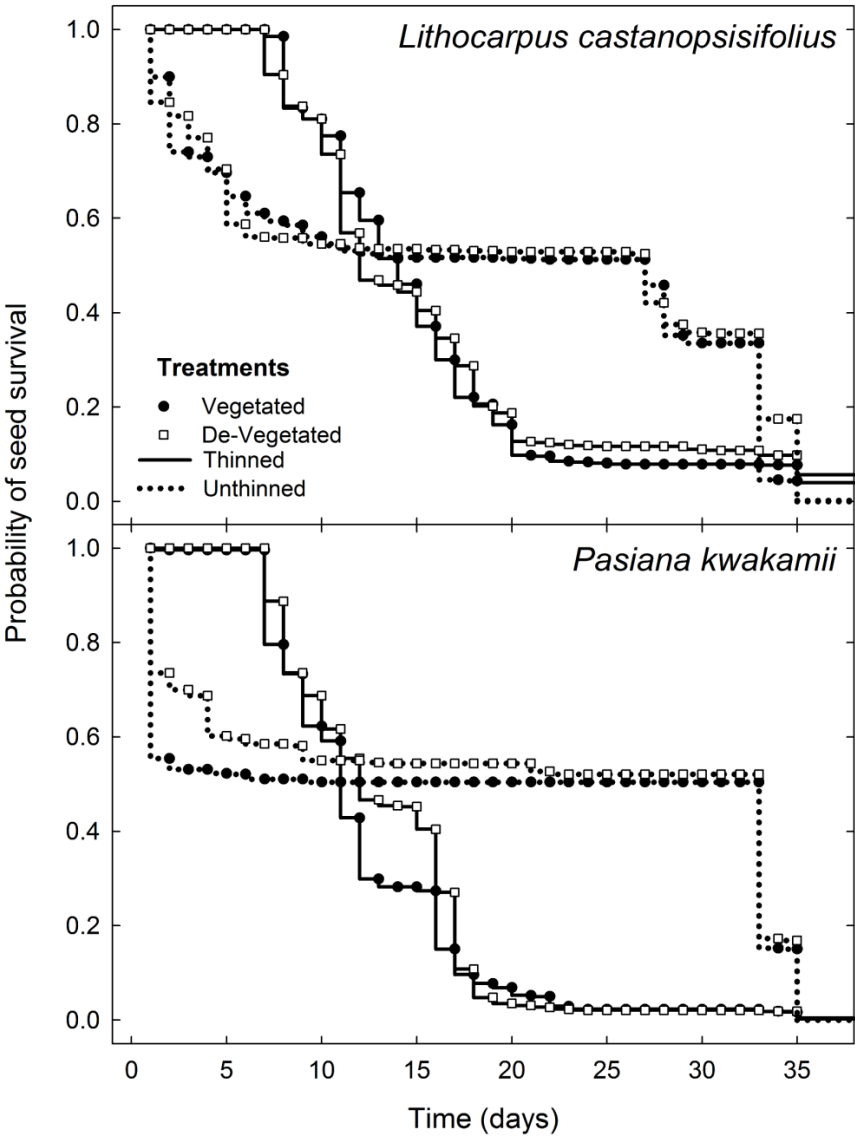 Lithocarpus castanopsisifolius
1.0
0.8
0.6
0.4
0.2
0.0
Treatments
Vegetated
De-Vegetated
Thinned
Unthinned
Probability of seed survival
Pasiana kwakamii
1.0
0.8
0.6
0.4
0.2
0.0
0 5 10 15 20 25 30 35
Time (days)